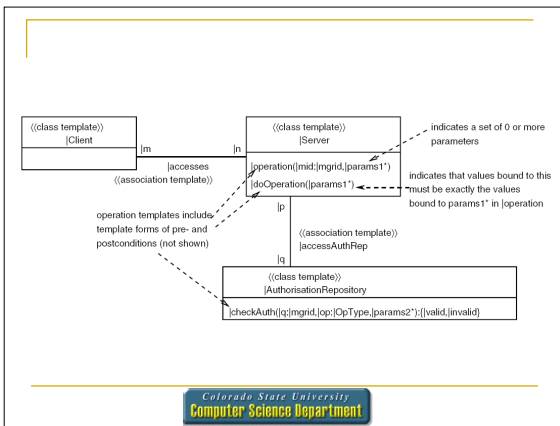 ⟨⟨class template⟩⟩
|Client
|m
|n
|accesses
⟨⟨association template⟩⟩
⟨⟨class template⟩⟩
|Server
|operation(|mid:|mgrid,|params1*)
|doOperation(|params1*)
indicates a set of 0 or more
parameters
indicates that values bound to this
must be exactly the values
bound to params1* in |operation
operation templates include
template forms of pre- and
postconditions (not shown)
|p
⟨⟨association template⟩⟩
|accessAuthRep
|q
⟨⟨class template⟩⟩
|AuthorisationRepository
|checkAuth(|q:|mgrid,|op:|OpType,|params2*):{|valid,|invalid}
Colorado State University
Computer Science Department